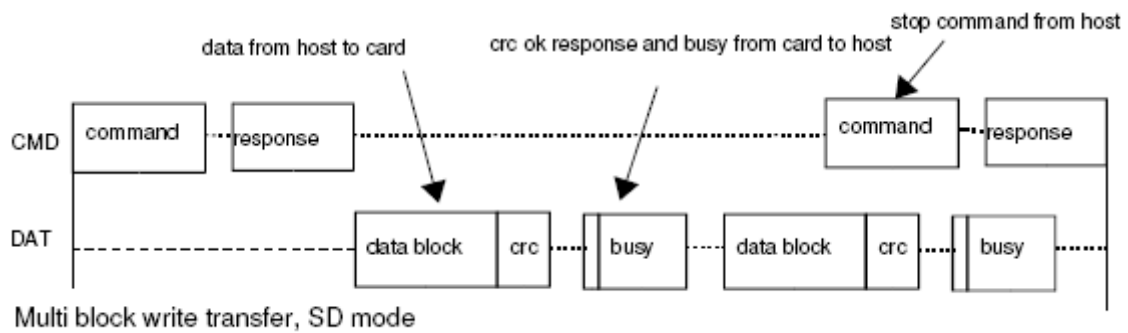 stop command from host
data from host to card
crc ok response and busy from card to host
CMD
command
response
command
response
DAT
data block
crc
busy
data block
crc
busy
Multi block write transfer, SD mode